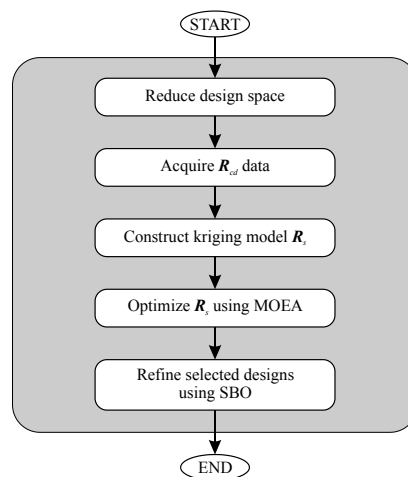 START
Reduce design space
Acquire R_cd data
Construct kriging model R_s
Optimize R_s using MOEA
Refine selected designs
using SBO
END